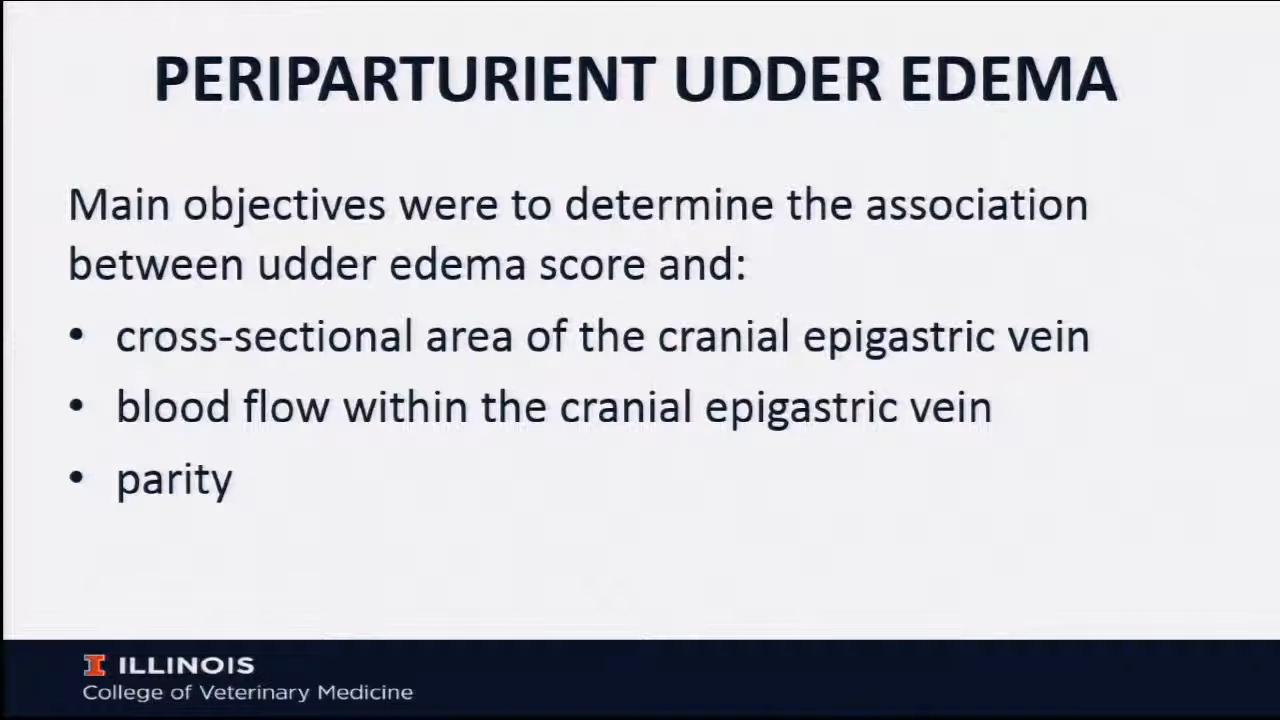 PERIPARTURIENT UDDER EDEMA
Main objectives were to determine the association
between udder edema score and:
• cross-sectional area of the cranial epigastric vein
• blood flow within the cranial epigastric vein
• parity
I ILLINOIS
College of Veterinary Medicine